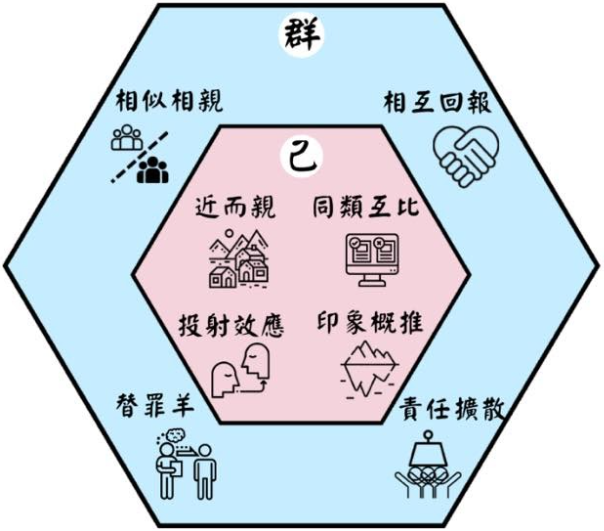 群
相似相親
相互回報
己
近而親
同類互比
投射效應
印象概推
替罪羊
責任擴散